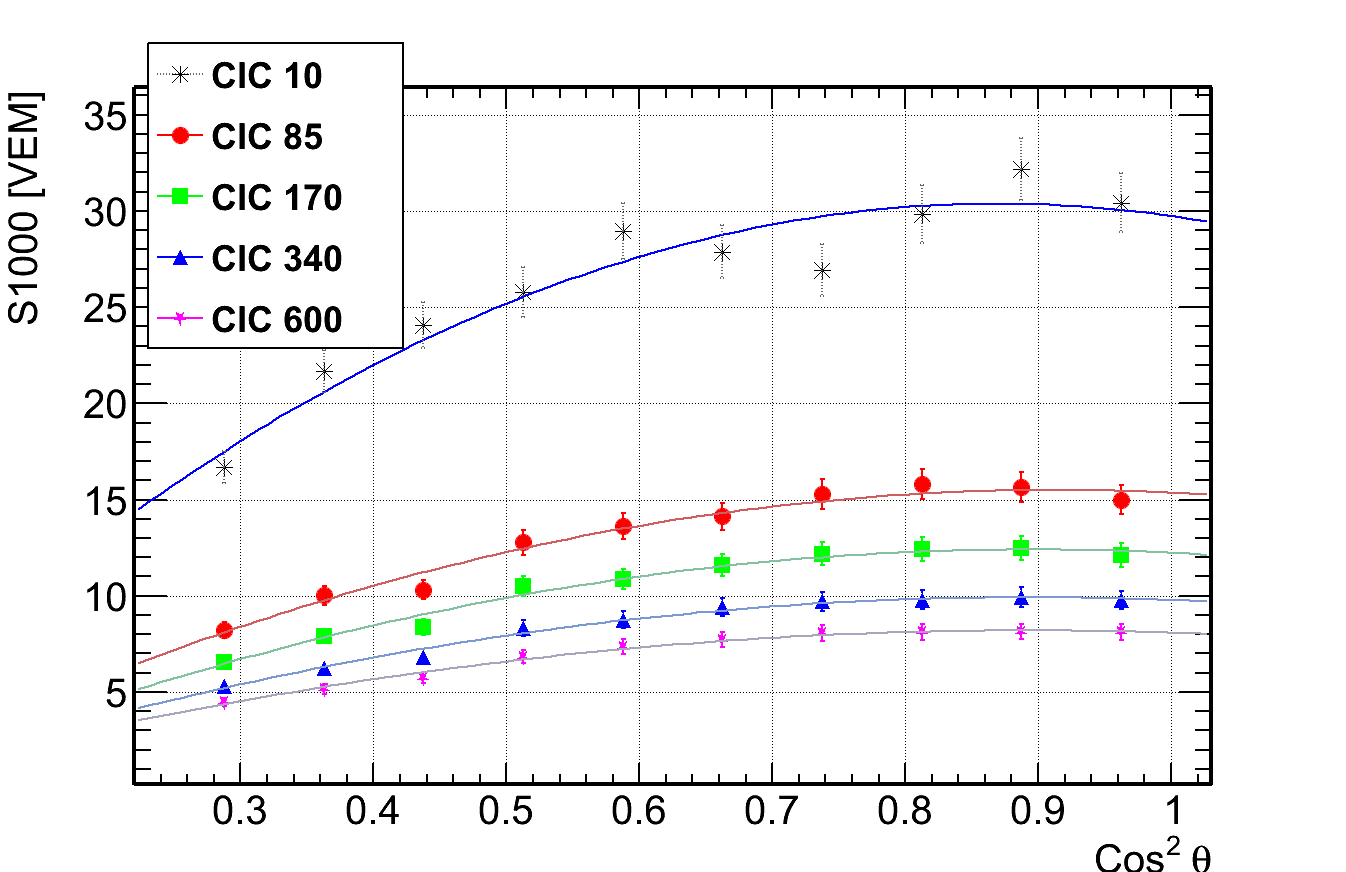 CIC 10
CIC 85
CIC 170
CIC 340
CIC 600
S1000 [VEM]
35
30
25
20
15
10
5
0.3 0.4 0.5 0.6 0.7 0.8 0.9 1
Cos² θ